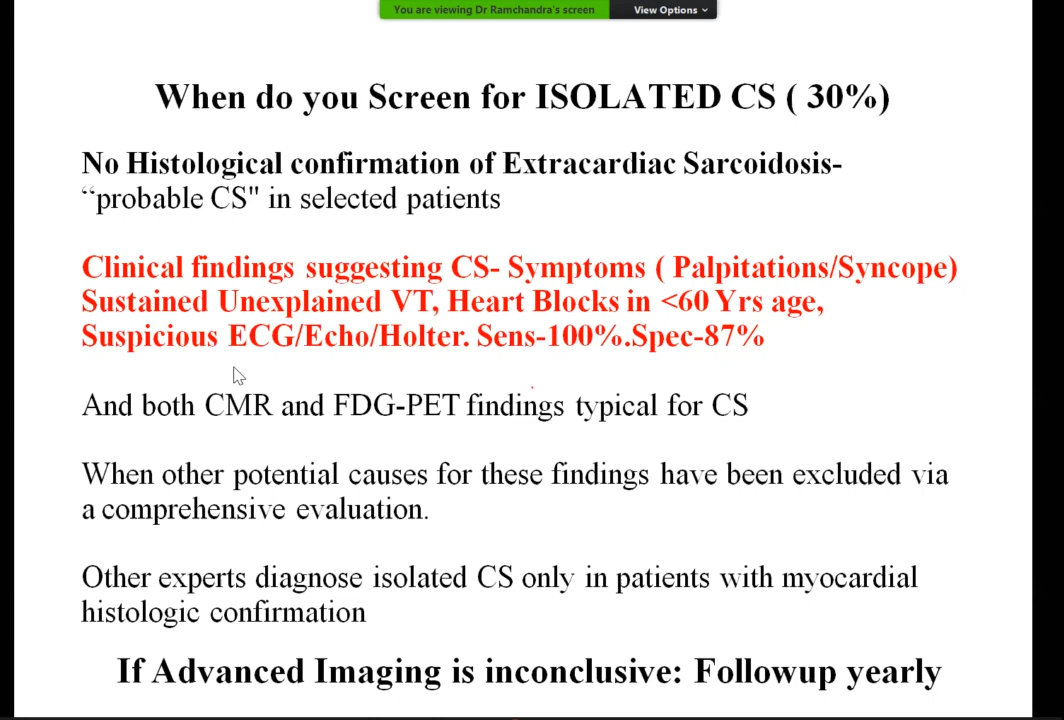 You are viewing Dr Ramchandra's screen
View Options
When do you Screen for ISOLATED CS ( 30%)
No Histological confirmation of Extracardiac Sarcoidosis-
“probable CS" in selected patients
Clinical findings suggesting CS- Symptoms ( Palpitations/Syncope)
Sustained Unexplained VT, Heart Blocks in <60 Yrs age,
Suspicious ECG/Echo/Holter. Sens-100%.Spec-87%
And both CMR and FDG-PET findings typical for CS
When other potential causes for these findings have been excluded via
a comprehensive evaluation.
Other experts diagnose isolated CS only in patients with myocardial
histologic confirmation
If Advanced Imaging is inconclusive: Followup yearly